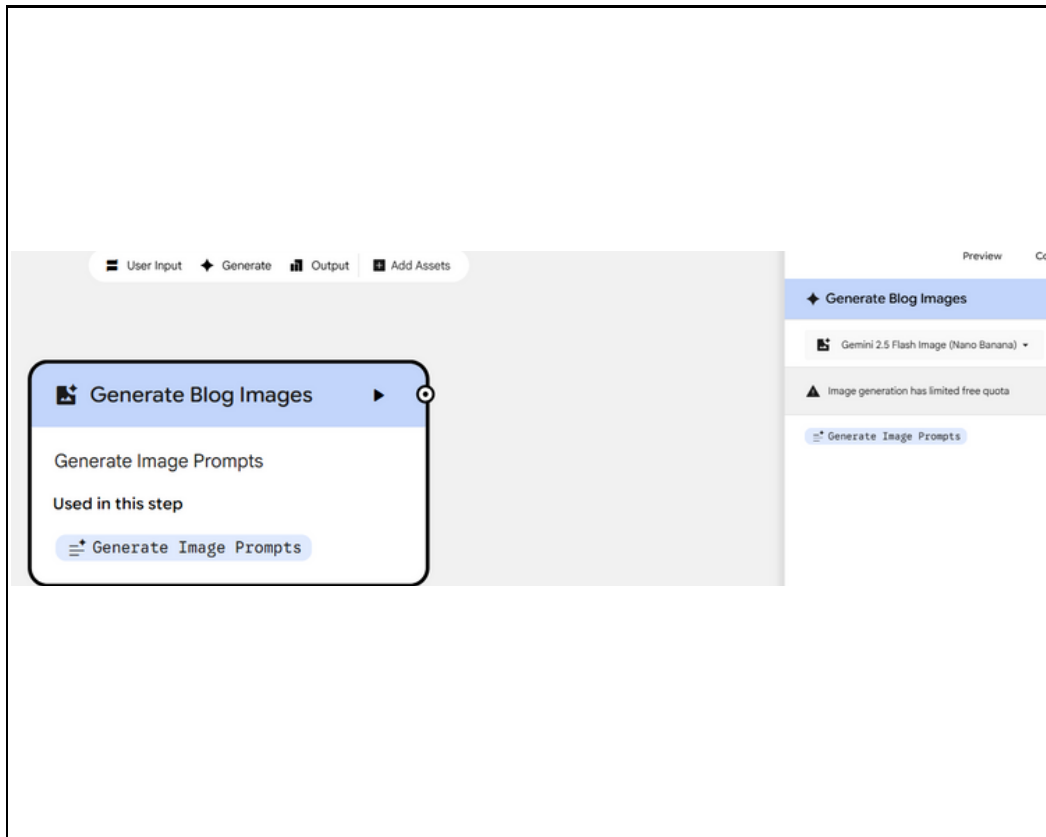 User Input Generate Output Add Assets
Generate Blog Images
Generate Image Prompts
Used in this step
Generate Image Prompts
Preview
Generate Blog Images
Gemini 2.5 Flash Image (Nano Banana)
Image generation has limited free quota
Generate Image Prompts